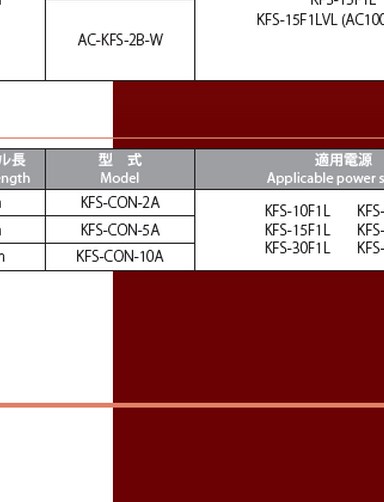 KFS-15F1L
KFS-15F1LVL (AC100
AC-KFS-2B-W
ル長 型 式 適用電源
ength Model Applicable power s
KFS-CON-2A
KFS-10F1L KFS-
KFS-CON-5A
KFS-15F1L KFS-
KFS-CON-10A
KFS-30F1L KFS-